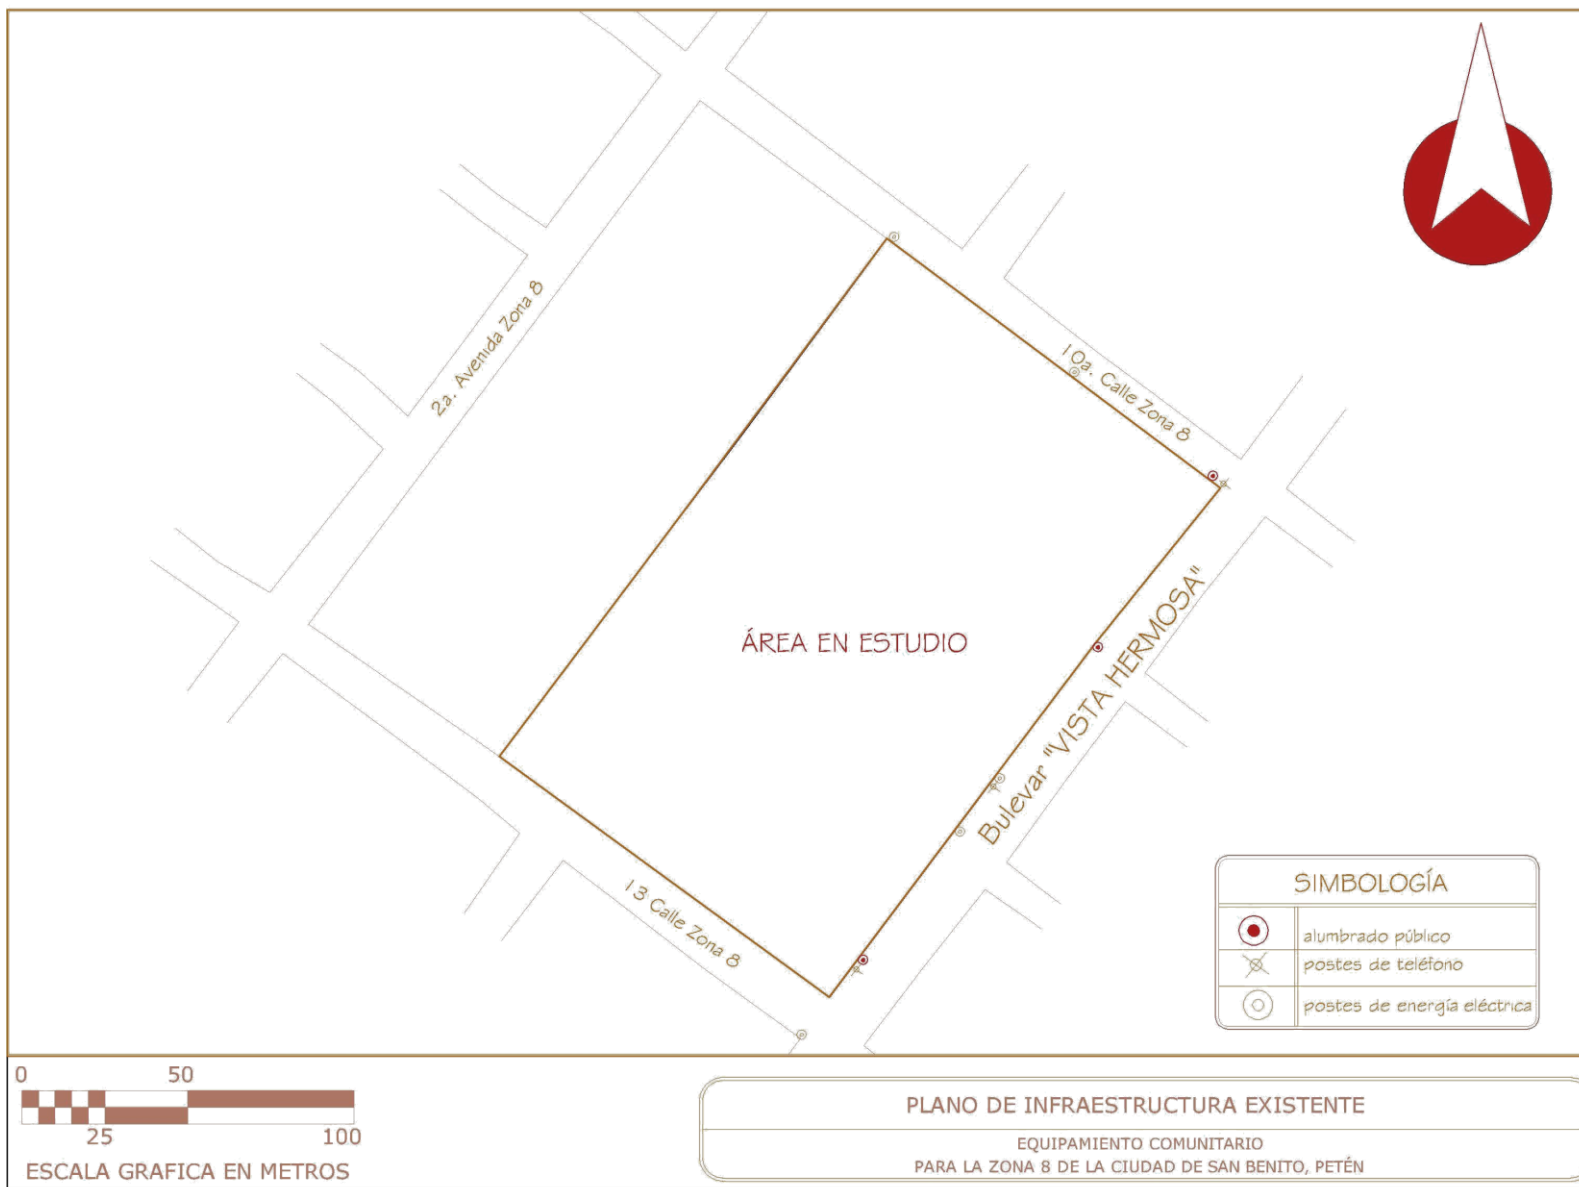 2a. Avenida Zona 8
10a. Calle Zona 8
ÁREA EN ESTUDIO
Bulevar "VISTA HERMOSA"
13 Calle Zona 8
SIMBOLOGÍA
alumbrado público
postes de teléfono
postes de energía eléctrica
0 50
25 100
ESCALA GRAFICA EN METROS
PLANO DE INFRAESTRUCTURA EXISTENTE
EQUIPAMIENTO COMUNITARIO
PARA LA ZONA 8 DE LA CIUDAD DE SAN BENITO, PETÉN